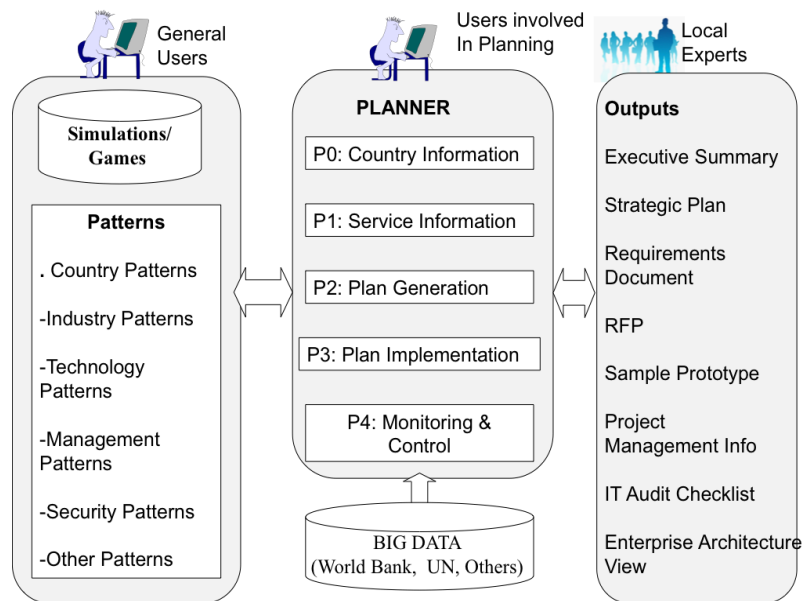 General
Users
Simulations/
Games
Patterns
. Country Patterns
-Industry Patterns
-Technology
Patterns
-Management
Patterns
-Security Patterns
-Other Patterns
Users involved
In Planning
PLANNER
P0: Country Information
P1: Service Information
P2: Plan Generation
P3: Plan Implementation
P4: Monitoring &
Control
BIG DATA
(World Bank, UN, Others)
Local
Experts
Outputs
Executive Summary
Strategic Plan
Requirements
Document
RFP
Sample Prototype
Project
Management Info
IT Audit Checklist
Enterprise Architecture
View